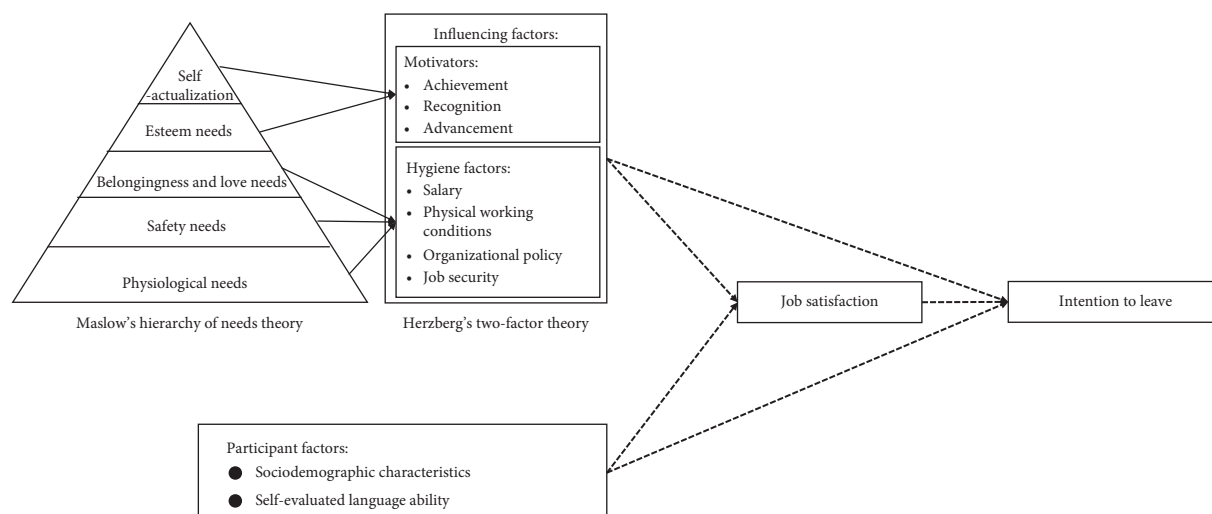 Self
-actualization
Esteem needs
Belongingness and love needs
Safety needs
Physiological needs
Maslow’s hierarchy of needs theory
Influencing factors:
Motivators:
• Achievement
• Recognition
• Advancement
Hygiene factors:
• Salary
• Physical working
conditions
• Organizational policy
• Job security
Herzberg’s two-factor theory
Job satisfaction
Intention to leave
Participant factors:
● Sociodemographic characteristics
● Self-evaluated language ability